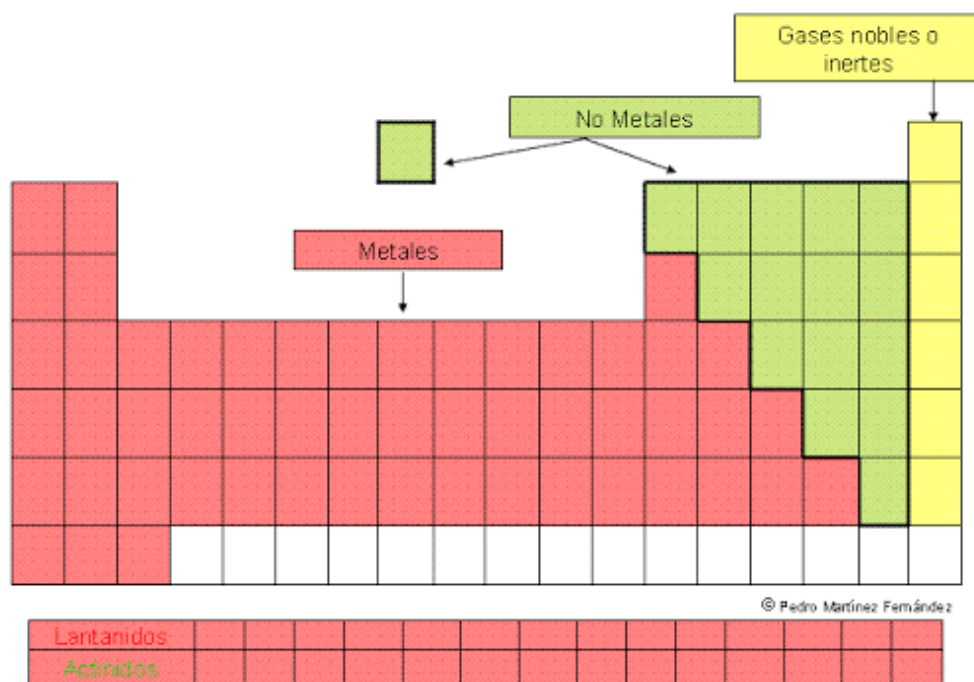 Gases nobles o
inertes
No Metales
Metales
© Pedro Martínez Fernández
Lantanidos
Actinidos